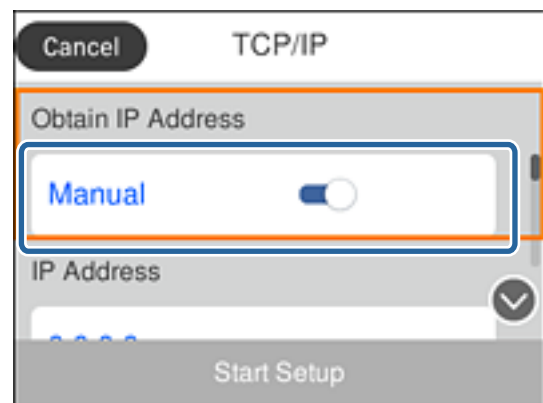 Cancel
TCP/IP
Obtain IP Address
Manual
IP Address
Start Setup